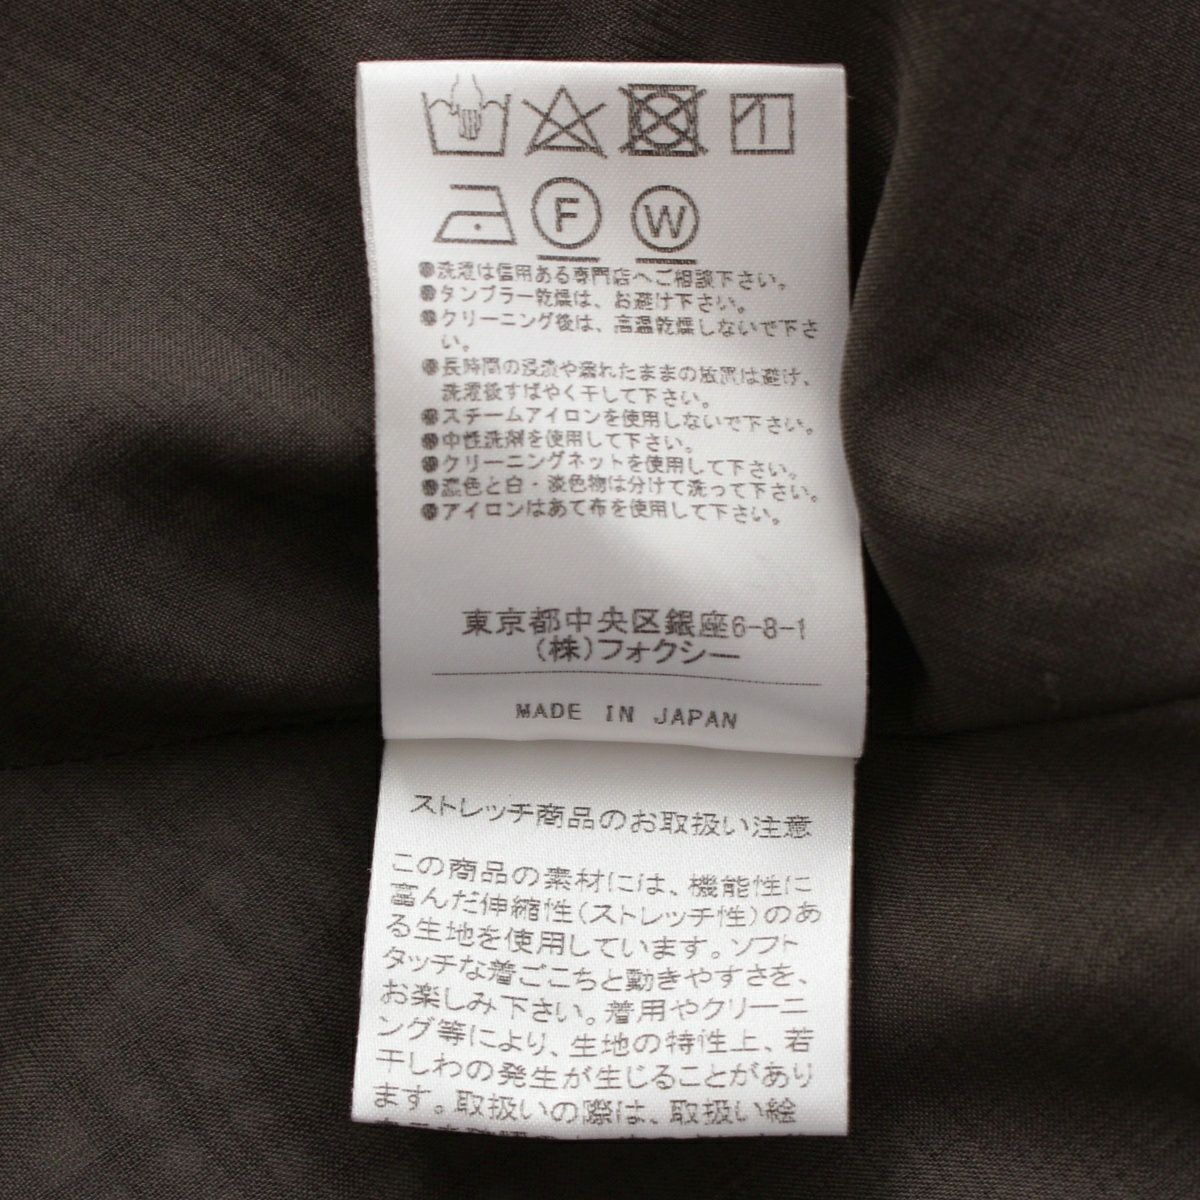 F W
●洗濯は信用ある専門店へご相談下さい。
●タンブラー乾燥は、お避け下さい。
●クリーニング後は、高温乾燥しないで下さ
い。
●長時間の浸漬や濡れたままの放置は避け、
洗濯後すばやく干して下さい。
●スチームアイロンを使用しないで下さい。
●中性洗剤を使用して下さい。
●クリーニングネットを使用して下さい。
●濃色と白・淡色物は分けて洗って下さい。
●アイロンはあて布を使用して下さい。
東京都中央区銀座6-8-1
(株)フォクシー
MADE IN JAPAN
ストレッチ商品のお取扱い注意
この商品の素材には、機能性に
富んだ伸縮性(ストレッチ性)のあ
る生地を使用しています。ソフト
タッチな着ごこちと動きやすさを、
お楽しみ下さい。着用やクリーニ
ング等により、生地の特性上、若
干しわの発生が生じることがあり
ます。取扱いの際は、取扱い絵